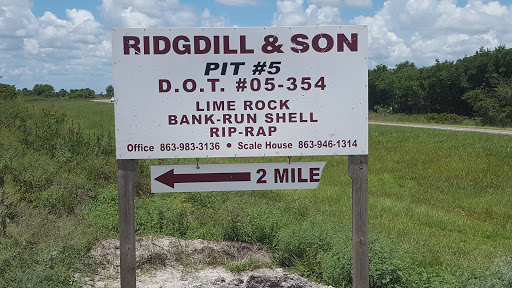 RIDGDILL & SON
PIT #5
D.O.T. #05-354
LIME ROCK
BANK-RUN SHELL
RIP-RAP
Office 863-983-3136 • Scale House 863-946-1314
2 MILE